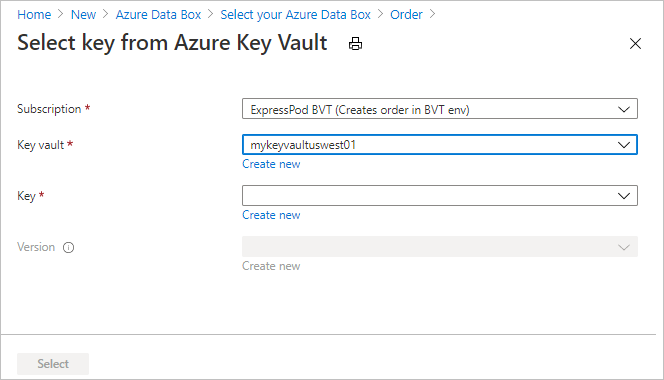 Home > New > Azure Data Box > Select your Azure Data Box > Order >
Select key from Azure Key Vault
Subscription *
ExpressPod BVT (Creates order in BVT env)
Key vault *
mykeyvaultuswest01
Create new
Key *
Create new
Version
Create new
Select